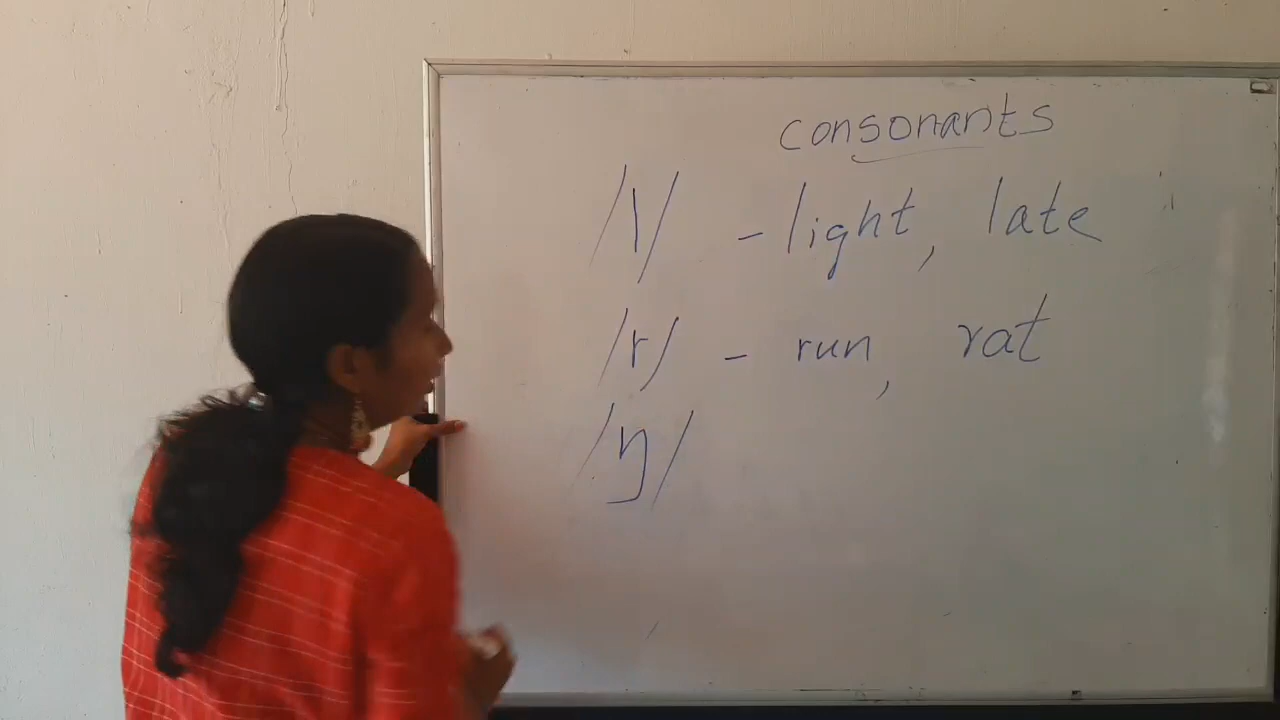 consonants
/l/ - light, late
/r/ - run, rat
/ŋ/